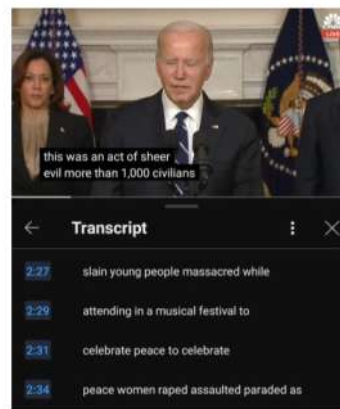 LIVE
this was an act of sheer
evil more than 1,000 civilians
Transcript
2:27 slain young people massacred while
2:29 attending in a musical festival to
2:31 celebrate peace to celebrate
2:34 peace women raped assaulted paraded as